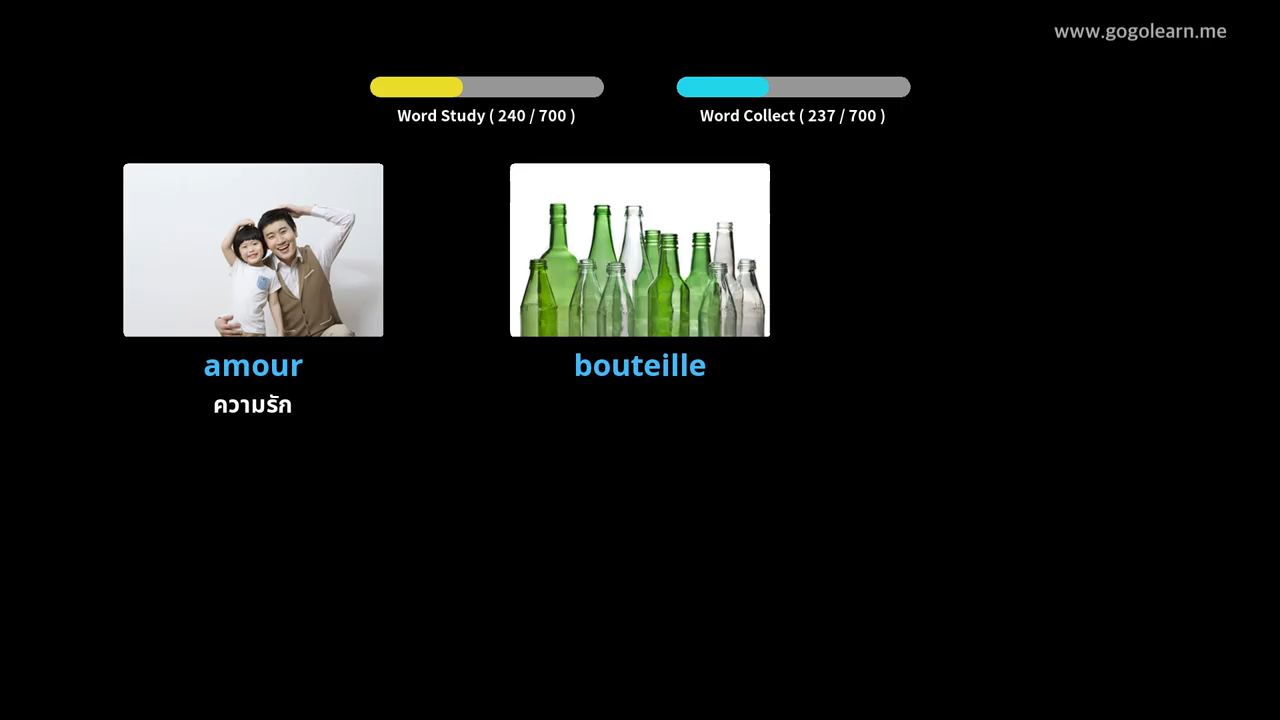 www.gogolearn.me
Word Study ( 240 / 700 )
Word Collect ( 237 / 700 )
amour
ความรัก
bouteille